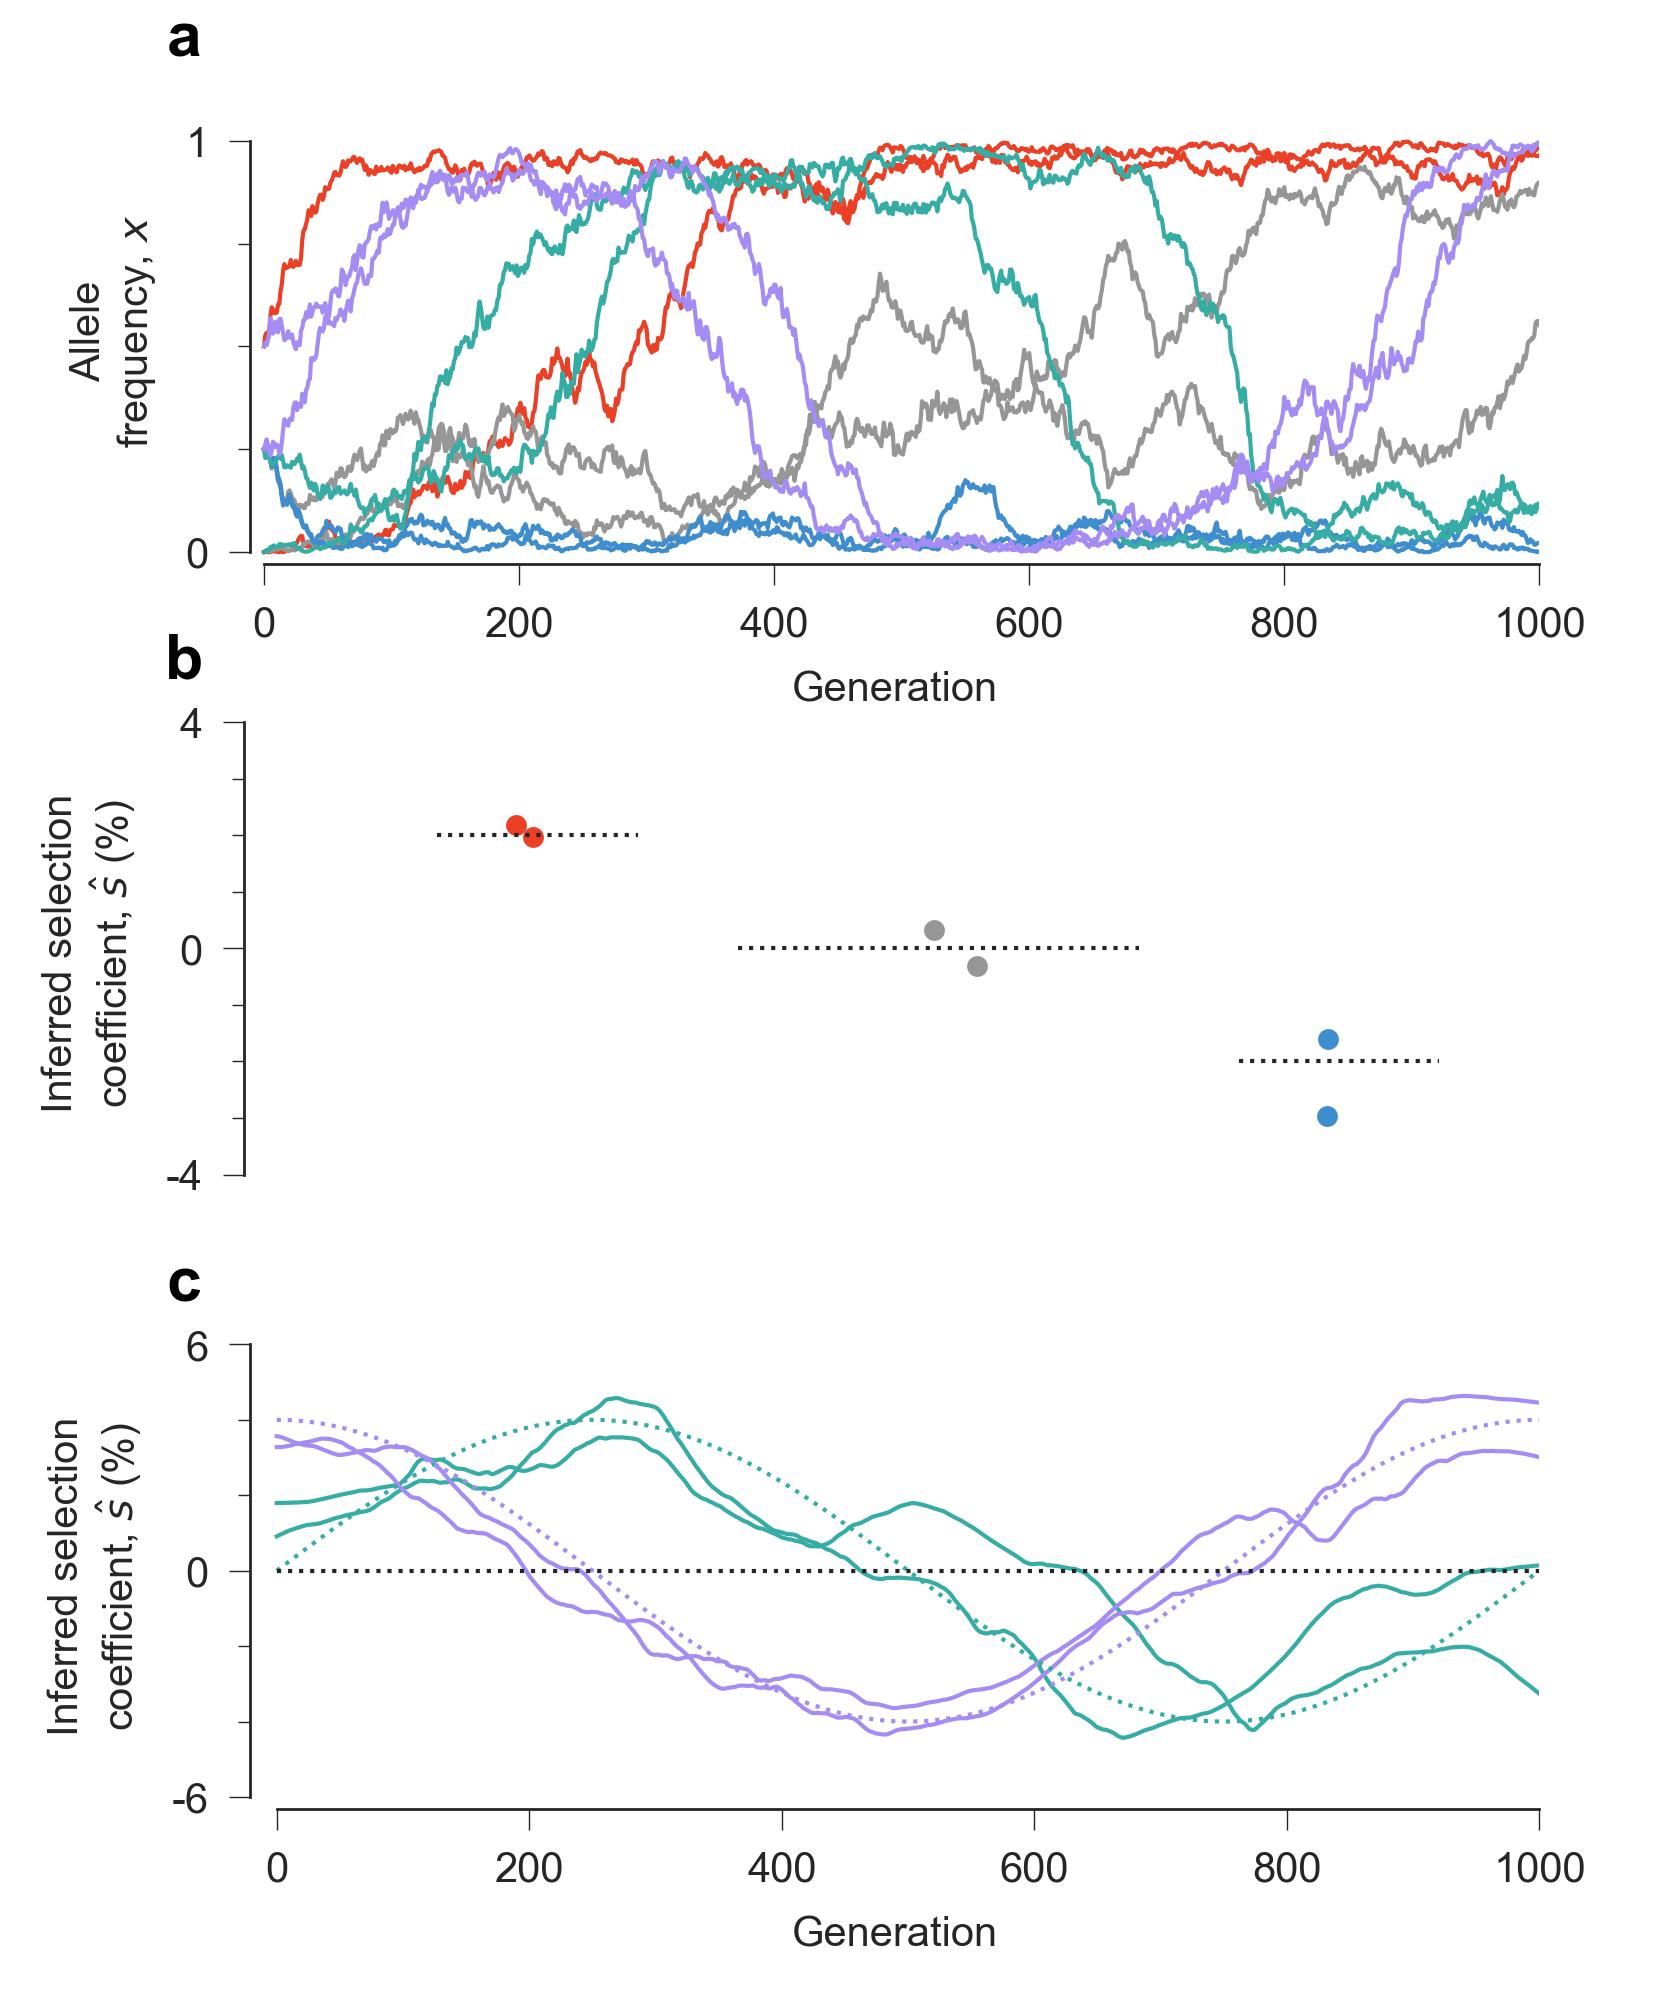 a
1
0
Allele
frequency, x
0 200 400 600 800 1000
Generation
b
4
0
-4
Inferred selection
coefficient, ŝ (%)
c
6
0
-6
Inferred selection
coefficient, ŝ (%)
0 200 400 600 800 1000
Generation